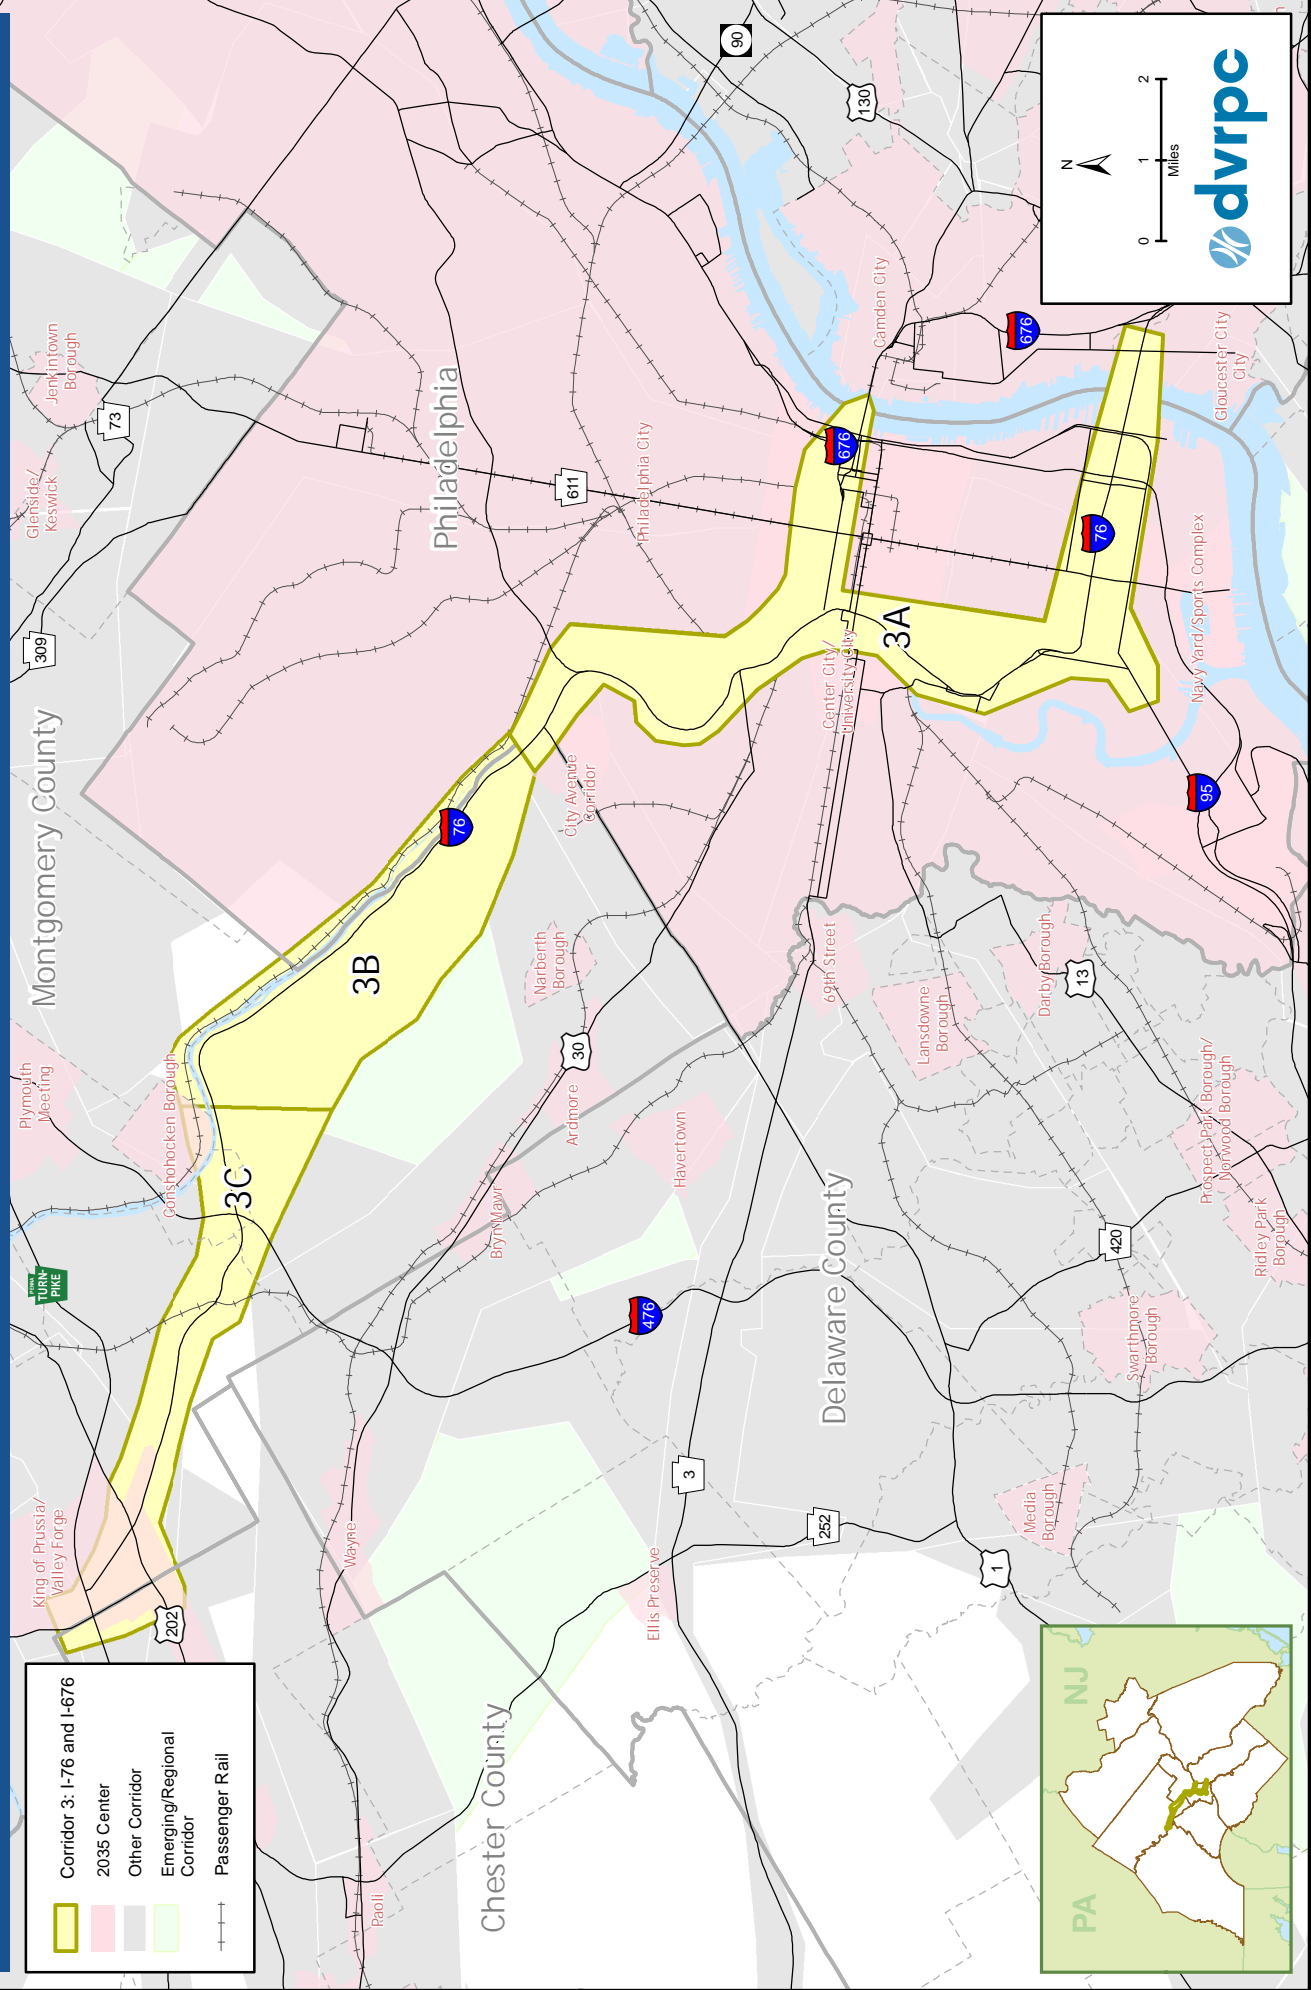 Corridor 3: I-76 and I-676
2035 Center
Other Corridor
Emerging/Regional
Corridor
Passenger Rail
King of Prussia/
Valley Forge
202
PENNA
TURN-
PIKE
Plymouth
Meeting
Conshohocken Borough
Montgomery County
309
Glenside/
Keswick
73
Jenkintown
Borough
3C
3B
76
Philadelphia
611
Philadelphia City
90
130
Paoli
Wayne
Bryn Mawr
Ardmore
30
Narberth
Borough
City Avenue
Corridor
Havertown
476
Chester County
Ellis Preserve
3
252
Delaware County
69th Street
Center City/
University City
3A
676
Camden City
676
Lansdowne
Borough
Darby Borough
13
76
1
Media
Borough
Swarthmore
Borough
420
Prospect Park Borough/
Norwood Borough
Ridley Park
Borough
95
Navy Yard/Sports Complex
Gloucester City
City
PA
NJ
N
0 1 2
Miles
dvrpc